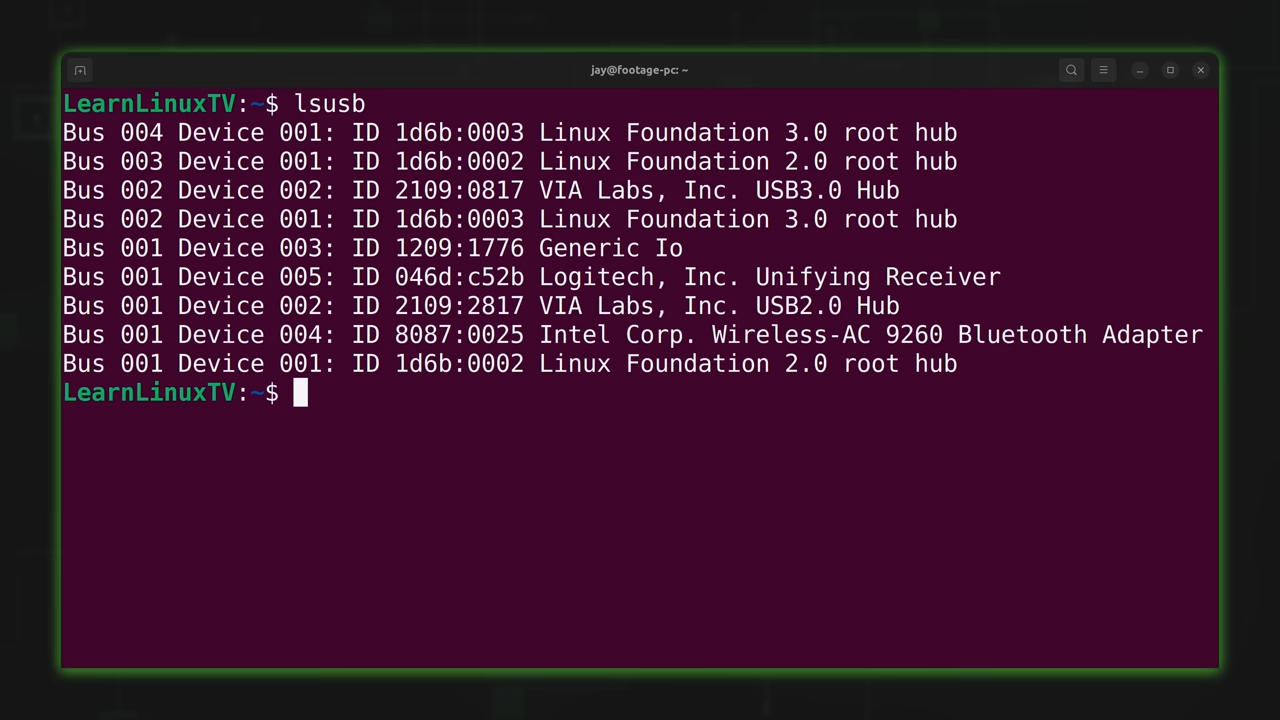 jay@footage-pc: ~
LearnLinuxTV:~$ lsusb
Bus 004 Device 001: ID 1d6b:0003 Linux Foundation 3.0 root hub
Bus 003 Device 001: ID 1d6b:0002 Linux Foundation 2.0 root hub
Bus 002 Device 002: ID 2109:0817 VIA Labs, Inc. USB3.0 Hub
Bus 002 Device 001: ID 1d6b:0003 Linux Foundation 3.0 root hub
Bus 001 Device 003: ID 1209:1776 Generic Io
Bus 001 Device 005: ID 046d:c52b Logitech, Inc. Unifying Receiver
Bus 001 Device 002: ID 2109:2817 VIA Labs, Inc. USB2.0 Hub
Bus 001 Device 004: ID 8087:0025 Intel Corp. Wireless-AC 9260 Bluetooth Adapter
Bus 001 Device 001: ID 1d6b:0002 Linux Foundation 2.0 root hub
LearnLinuxTV:~$